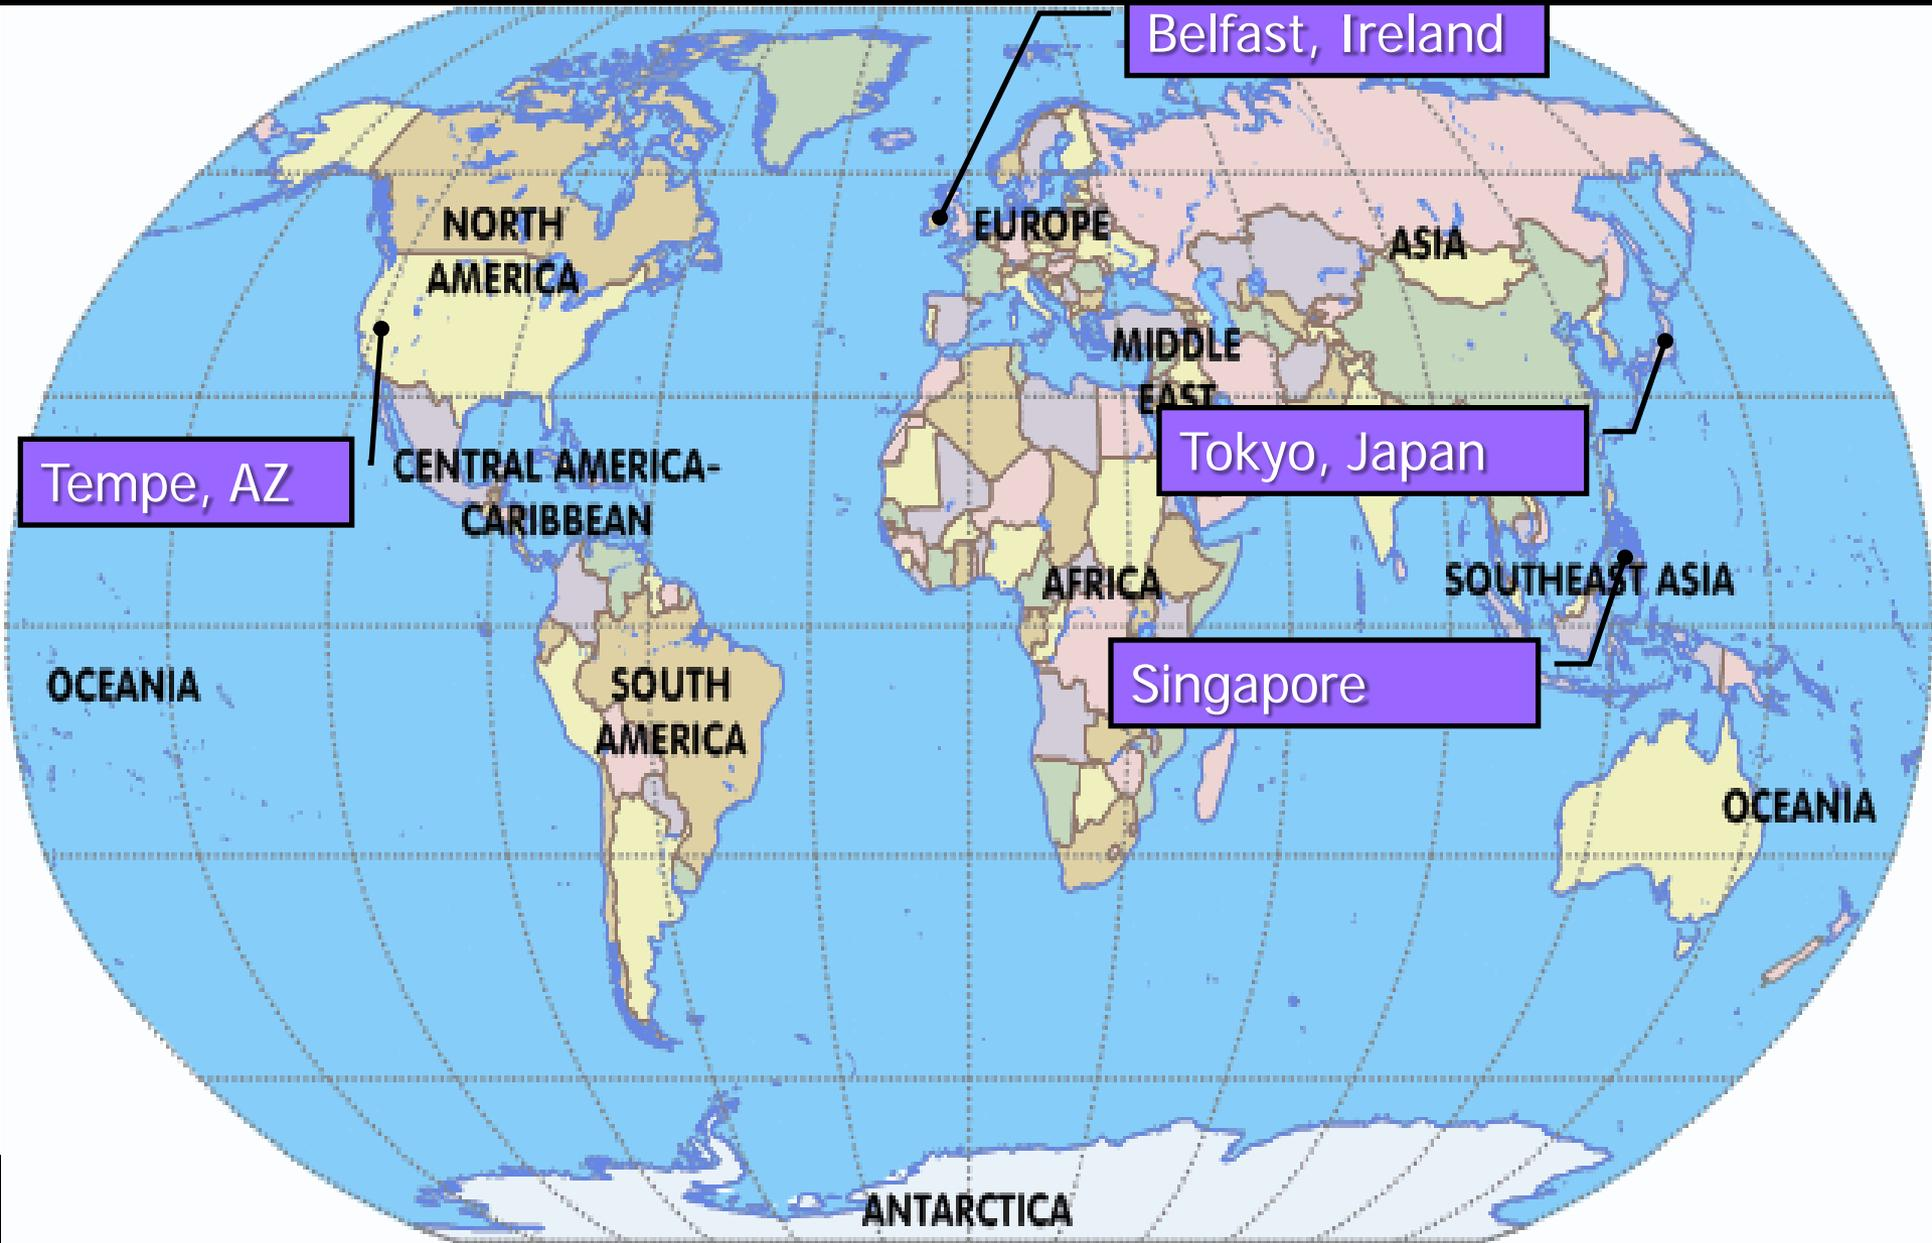 Belfast, Ireland
NORTH
AMERICA
EUROPE
ASIA
MIDDLE
EAST
Tokyo, Japan
Tempe, AZ
CENTRAL AMERICA-
CARIBBEAN
AFRICA
SOUTHEAST ASIA
OCEANIA
SOUTH
AMERICA
Singapore
OCEANIA
ANTARCTICA